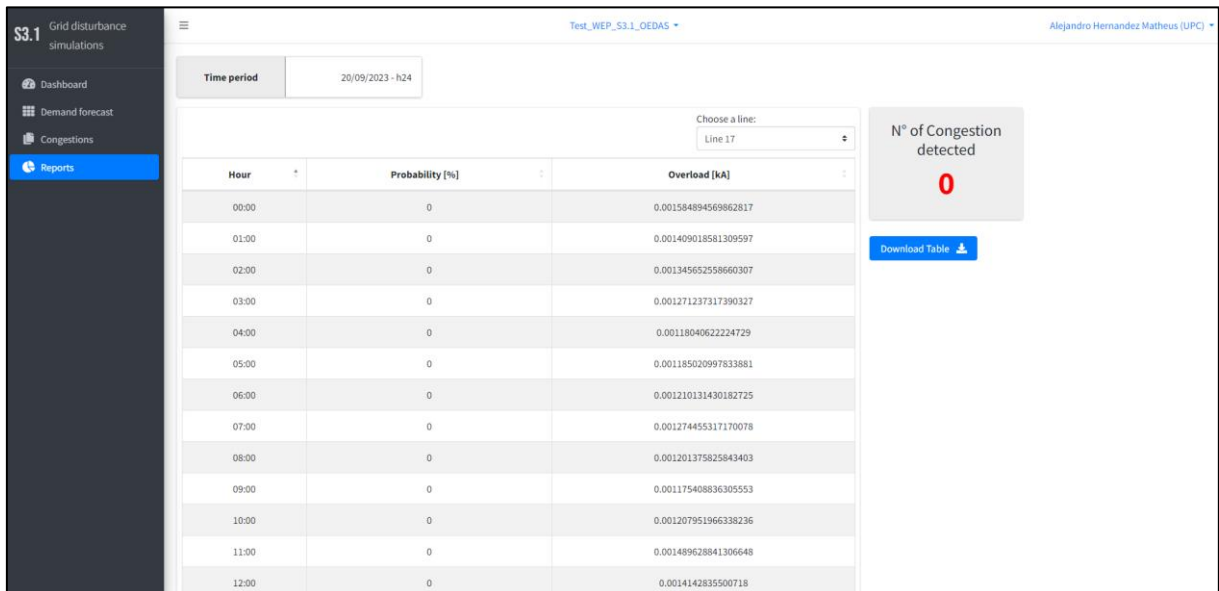 S3.1 Grid disturbance
simulations
Test_WEP_S3.1_OEDAS
Alejandro Hernandez Matheus (UPC)
Dashboard
Demand forecast
Congestions
Reports
Time period 20/09/2023 - h24
Choose a line:
Line 17
Hour Probability [%] Overload [kA]
00:00 0 0.001584894569862817
01:00 0 0.001409018581309597
02:00 0 0.001345652558660307
03:00 0 0.001271237317390327
04:00 0 0.00118040622224729
05:00 0 0.001185020997833881
06:00 0 0.001210131430182725
07:00 0 0.001274455317170078
08:00 0 0.001201375825843403
09:00 0 0.001175408836305553
10:00 0 0.001207951966338236
11:00 0 0.001489628841306648
12:00 0 0.0014142835500718
N° of Congestion
detected
0
Download Table